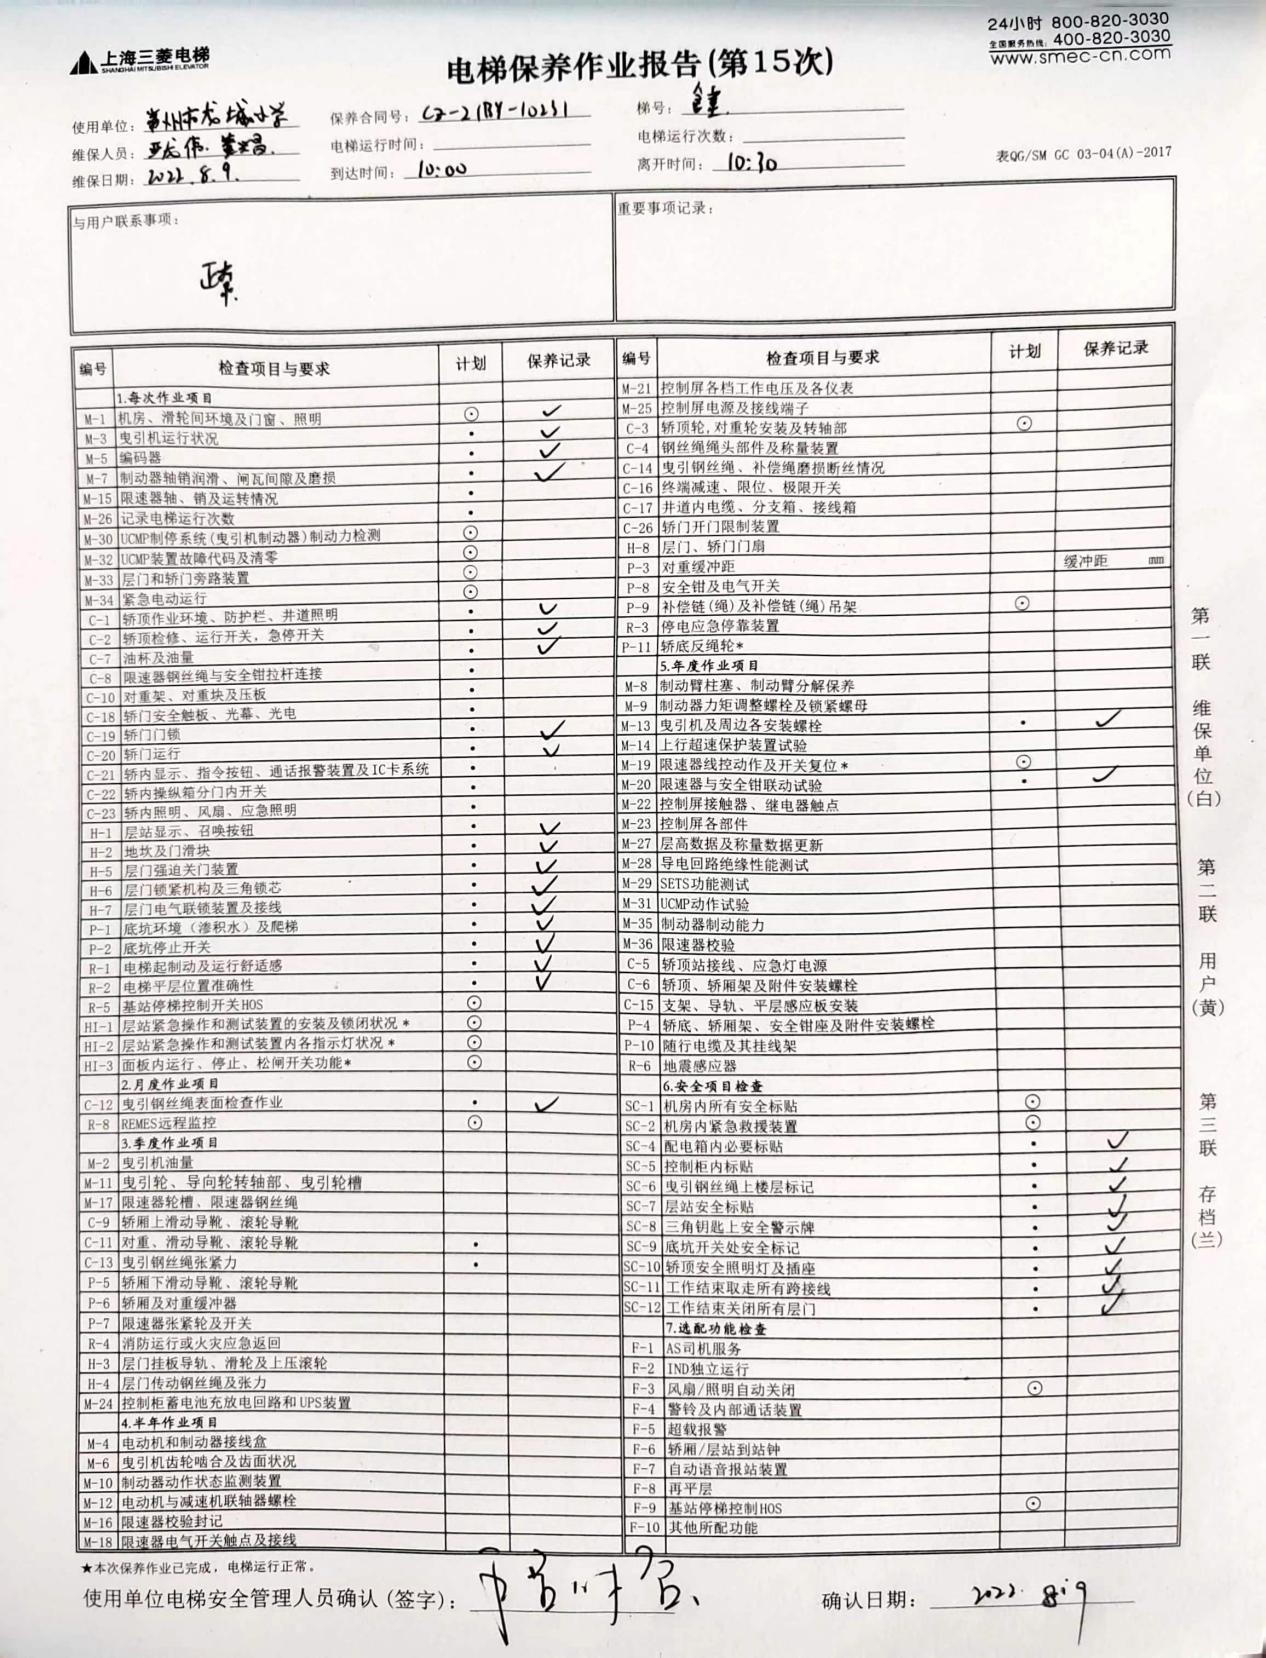 上海三菱电梯
SHANGHAI MITSUBISHI ELEVATOR
24小时 800-820-3030
全国服务热线: 400-820-3030
www.smec-cn.com
电梯保养作业报告(第15次)
使用单位: 常州市龙城小学
保养合同号: CZ-21BY-10231
梯号:
维保人员:
电梯运行时间:
电梯运行次数:
维保日期: 2022.8.9.
到达时间: 10:00
离开时间: 10:30
表QG/SM GC 03-04(A)-2017
与用户联系事项:
正常
重要事项记录:
编号 检查项目与要求 计划 保养记录
1.每次作业项目
M-1 机房、滑轮间环境及门窗、照明 ⊙ ✓
M-3 曳引机运行状况 • ✓
M-5 编码器 • ✓
M-7 制动器轴销润滑、闸瓦间隙及磨损 • ✓
M-15 限速器轴、销及运转情况 •
M-26 记录电梯运行次数 •
M-30 UCMP制停系统(曳引机制动器)制动力检测 ⊙
M-32 UCMP装置故障代码及清零 ⊙
M-33 层门和轿门旁路装置 ⊙
M-34 紧急电动运行 ⊙
C-1 轿顶作业环境、防护栏、井道照明 • ✓
C-2 轿顶检修、运行开关，急停开关 • ✓
C-7 油杯及油量 • ✓
C-8 限速器钢丝绳与安全钳拉杆连接 •
C-10 对重架、对重块及压板 •
C-18 轿门安全触板、光幕、光电 •
C-19 轿门门锁 • ✓
C-20 轿门运行 • ✓
C-21 轿内显示、指令按钮、通话报警装置及IC卡系统 •
C-22 轿内操纵箱分门内开关 •
C-23 轿内照明、风扇、应急照明 •
H-1 层站显示、召唤按钮 • ✓
H-2 地坎及门滑块 • ✓
H-5 层门强迫关门装置 • ✓
H-6 层门锁紧机构及三角锁芯 • ✓
H-7 层门电气联锁装置及接线 • ✓
P-1 底坑环境（渗积水）及爬梯 • ✓
P-2 底坑停止开关 • ✓
R-1 电梯起制动及运行舒适感 • ✓
R-2 电梯平层位置准确性 • ✓
R-5 基站停梯控制开关HOS ⊙
HI-1 层站紧急操作和测试装置的安装及锁闭状况* ⊙
HI-2 层站紧急操作和测试装置内各指示灯状况* ⊙
HI-3 面板内运行、停止、松闸开关功能* ⊙
2.月度作业项目
C-12 曳引钢丝绳表面检查作业 • ✓
R-8 REMES远程监控 ⊙
3.季度作业项目
M-2 曳引机油量
M-11 曳引轮、导向轮转轴部、曳引轮槽
M-17 限速器轮槽、限速器钢丝绳
C-9 轿厢上滑动导靴、滚轮导靴
C-11 对重、滑动导靴、滚轮导靴 •
C-13 曳引钢丝绳张紧力 •
P-5 轿厢下滑动导靴、滚轮导靴
P-6 轿厢及对重缓冲器
P-7 限速器张紧轮及开关
R-4 消防运行或火灾应急返回
H-3 层门挂板导轨、滑轮及上压滚轮
H-4 层门传动钢丝绳及张力
M-24 控制柜蓄电池充放电回路和UPS装置
4.半年作业项目
M-4 电动机和制动器接线盒
M-6 曳引机齿轮啮合及齿面状况
M-10 制动器动作状态监测装置
M-12 电动机与减速机联轴器螺栓
M-16 限速器校验封记
M-18 限速器电气开关触点及接线
编号 检查项目与要求 计划 保养记录
M-21 控制屏各档工作电压及各仪表
M-25 控制屏电源及接线端子
C-3 轿顶轮,对重轮安装及转轴部 ⊙
C-4 钢丝绳绳头部件及称量装置
C-14 曳引钢丝绳、补偿绳磨损断丝情况
C-16 终端减速、限位、极限开关
C-17 井道内电缆、分支箱、接线箱
C-26 轿门开门限制装置
H-8 层门、轿门门扇
P-3 对重缓冲距 缓冲距 mm
P-8 安全钳及电气开关
P-9 补偿链(绳)及补偿链(绳)吊架 ⊙
R-3 停电应急停靠装置
P-11 轿底反绳轮*
5.年度作业项目
M-8 制动臂柱塞、制动臂分解保养
M-9 制动器力矩调整螺栓及锁紧螺母
M-13 曳引机及周边各安装螺栓 • ✓
M-14 上行超速保护装置试验
M-19 限速器线控动作及开关复位* ⊙
M-20 限速器与安全钳联动试验 • ✓
M-22 控制屏接触器、继电器触点
M-23 控制屏各部件
M-27 层高数据及称量数据更新
M-28 导电回路绝缘性能测试
M-29 SETS功能测试
M-31 UCMP动作试验
M-35 制动器制动能力
M-36 限速器校验
C-5 轿顶站接线、应急灯电源
C-6 轿顶、轿厢架及附件安装螺栓
C-15 支架、导轨、平层感应板安装
P-4 轿底、轿厢架、安全钳座及附件安装螺栓
P-10 随行电缆及其挂线架
R-6 地震感应器
6.安全项目检查
SC-1 机房内所有安全标贴 ⊙
SC-2 机房内紧急救援装置 ⊙
SC-4 配电箱内必要标贴 • ✓
SC-5 控制柜内标贴 • ✓
SC-6 曳引钢丝绳上楼层标记 • ✓
SC-7 层站安全标贴 • ✓
SC-8 三角钥匙上安全警示牌 • ✓
SC-9 底坑开关处安全标记 • ✓
SC-10 轿顶安全照明灯及插座 • ✓
SC-11 工作结束取走所有跨接线 • ✓
SC-12 工作结束关闭所有层门 • ✓
7.选配功能检查
F-1 AS司机服务
F-2 IND独立运行
F-3 风扇/照明自动关闭 ⊙
F-4 警铃及内部通话装置
F-5 超载报警
F-6 轿厢/层站到站钟
F-7 自动语音报站装置
F-8 再平层
F-9 基站停梯控制HOS ⊙
F-10 其他所配功能
第一联 维保单位(白)
第二联 用户(黄)
第三联 存档(兰)
★本次保养作业已完成，电梯运行正常。
使用单位电梯安全管理人员确认(签字):
确认日期: 2022.8.9